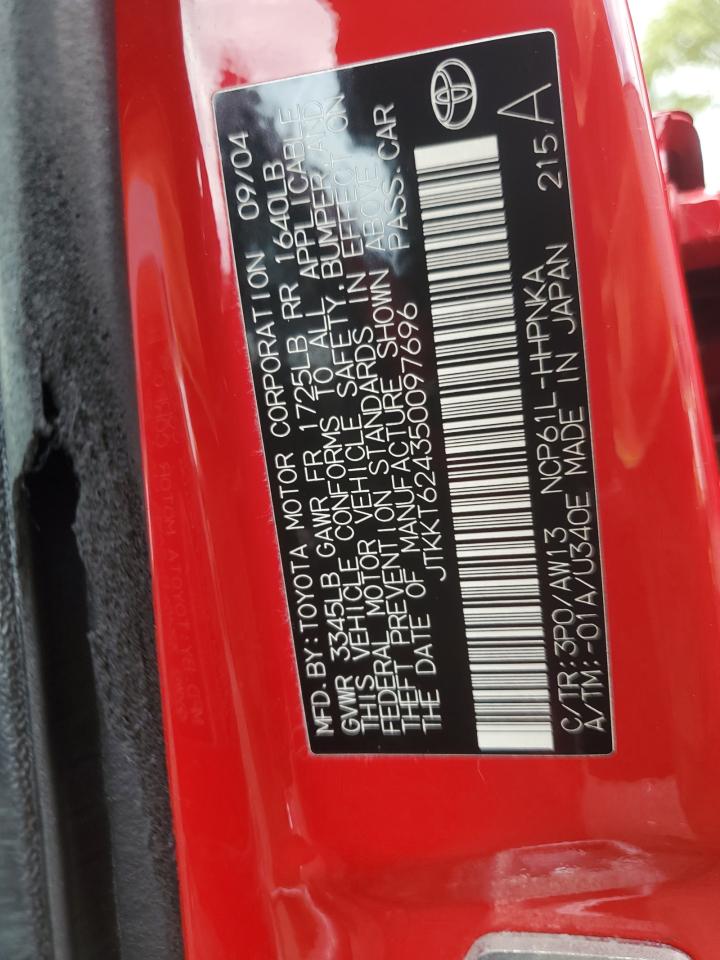 MFD. BY: TOYOTA MOTOR CORPORATION 09/04
GVWR 3345LB GAWR FR 1725LB RR 1640LB
THIS VEHICLE CONFORMS TO ALL APPLICABLE
FEDERAL MOTOR VEHICLE SAFETY, BUMPER AND
THEFT PREVENTION STANDARDS IN EFFECT ON
THE DATE OF MANUFACTURE SHOWN ABOVE.
JTKKT624350097696 PASS. CAR
C/TR: 3P0/AW13 NCP61L-HHPNKA 215 A
A/TM: -01A/U340E MADE IN JAPAN